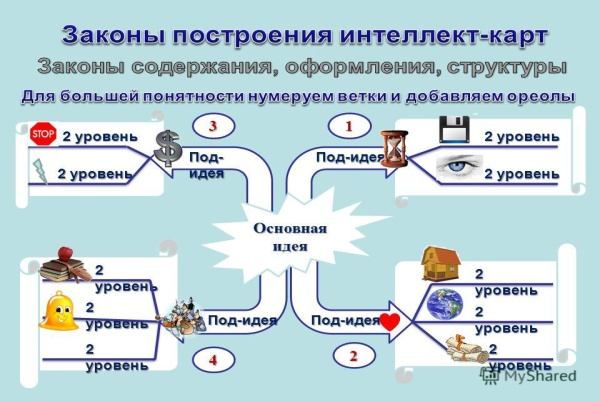 Законы построения интеллект-карт
Законы содержания, оформления, структуры
Для большей понятности нумеруем ветки и добавляем ореолы
3
1
STOP
2 уровень
2 уровень
Под-
идея
Под-идея
2 уровень
2 уровень
Основная
идея
2
уровень
2
уровень
2
уровень
Под-идея
Под-идея
2
уровень
2
уровень
2
уровень
4
2
MyShared